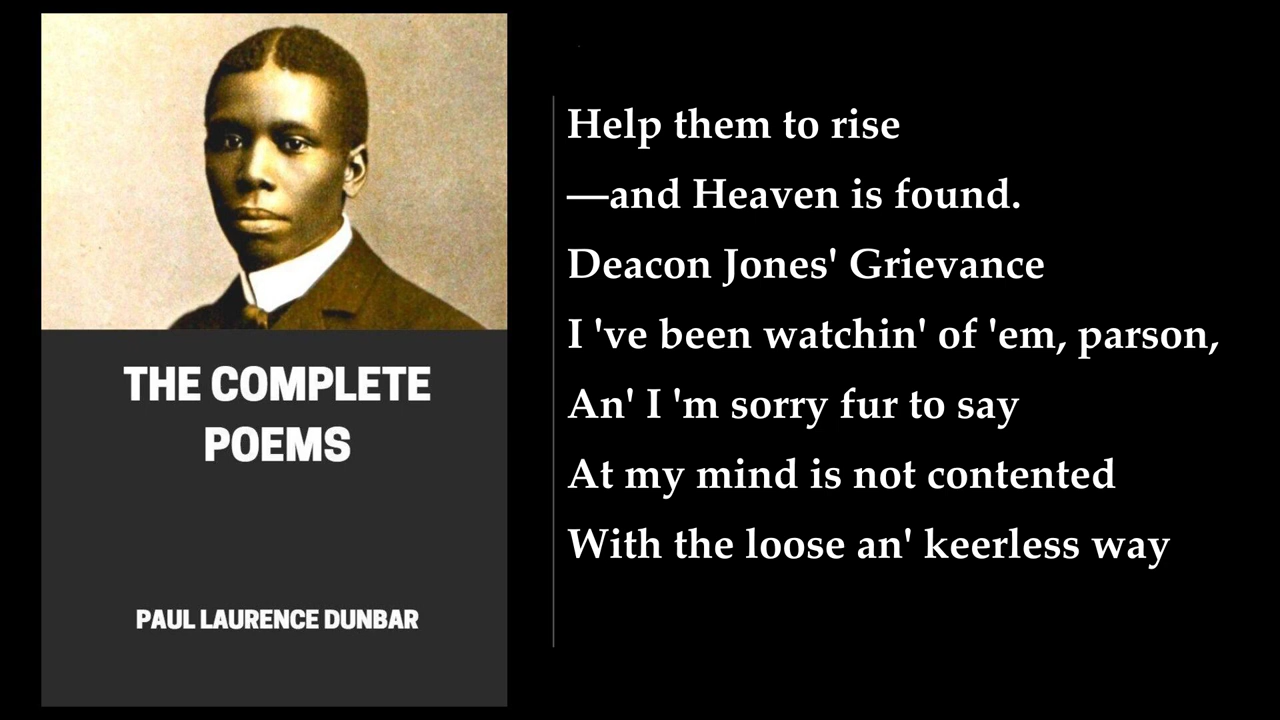 THE COMPLETE
POEMS
PAUL LAURENCE DUNBAR
Help them to rise
—and Heaven is found.
Deacon Jones' Grievance
I 've been watchin' of 'em, parson,
An' I 'm sorry fur to say
At my mind is not contented
With the loose an' keerless way